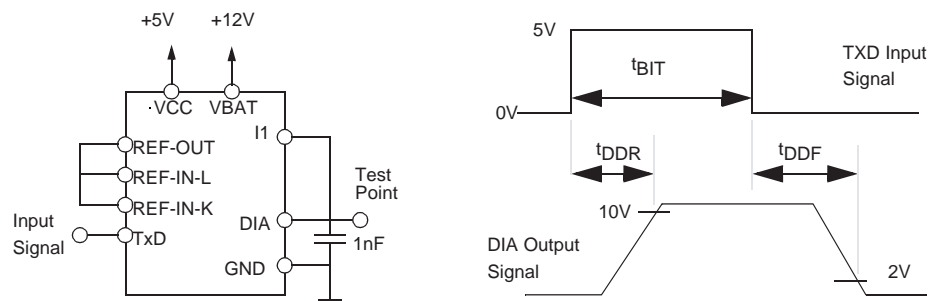 +5V
+12V
VCC
VBAT
I1
REF-OUT
REF-IN-L
REF-IN-K
Input
Signal
TxD
DIA
Test
Point
1nF
GND
5V
0V
tBIT
TXD Input
Signal
tDDR
tDDF
10V
DIA Output
Signal
2V